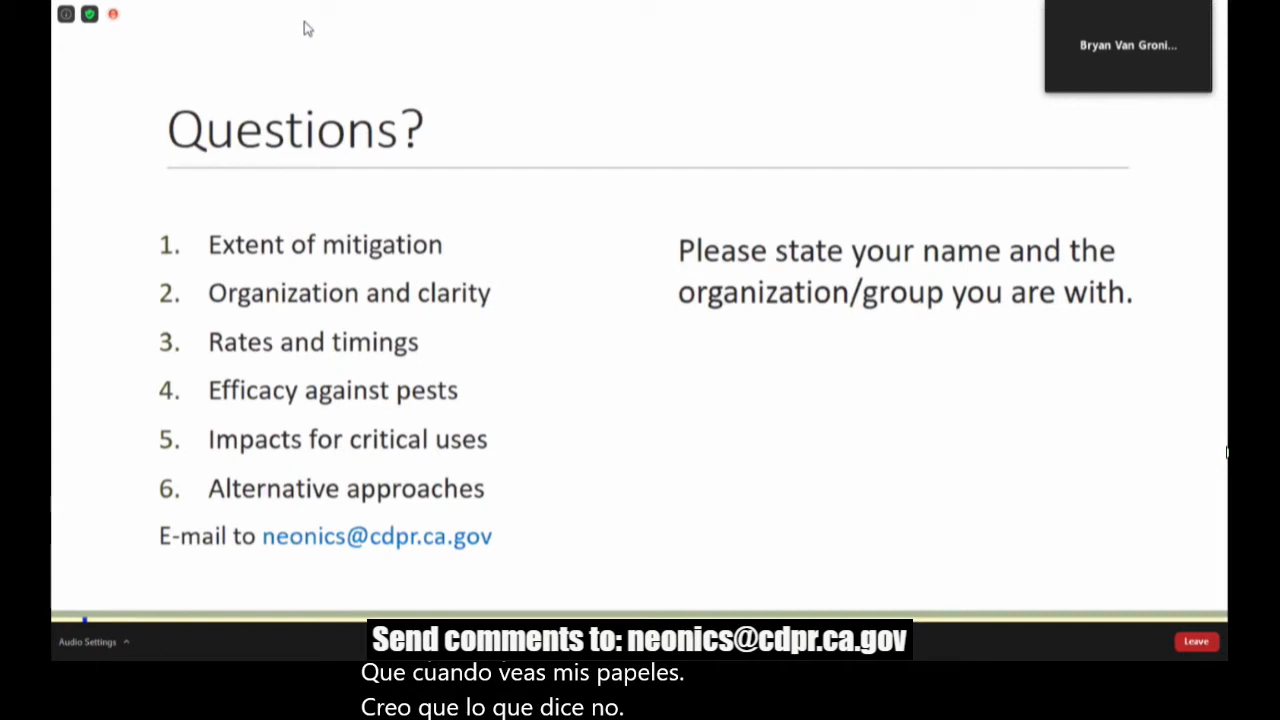 Bryan Van Groni...
Questions?
1. Extent of mitigation
2. Organization and clarity
3. Rates and timings
4. Efficacy against pests
5. Impacts for critical uses
6. Alternative approaches
E-mail to neonics@cdpr.ca.gov
Please state your name and the
organization/group you are with.
Audio Settings
Send comments to: neonics@cdpr.ca.gov
Leave
Que cuando veas mis papeles.
Creo que lo que dice no.